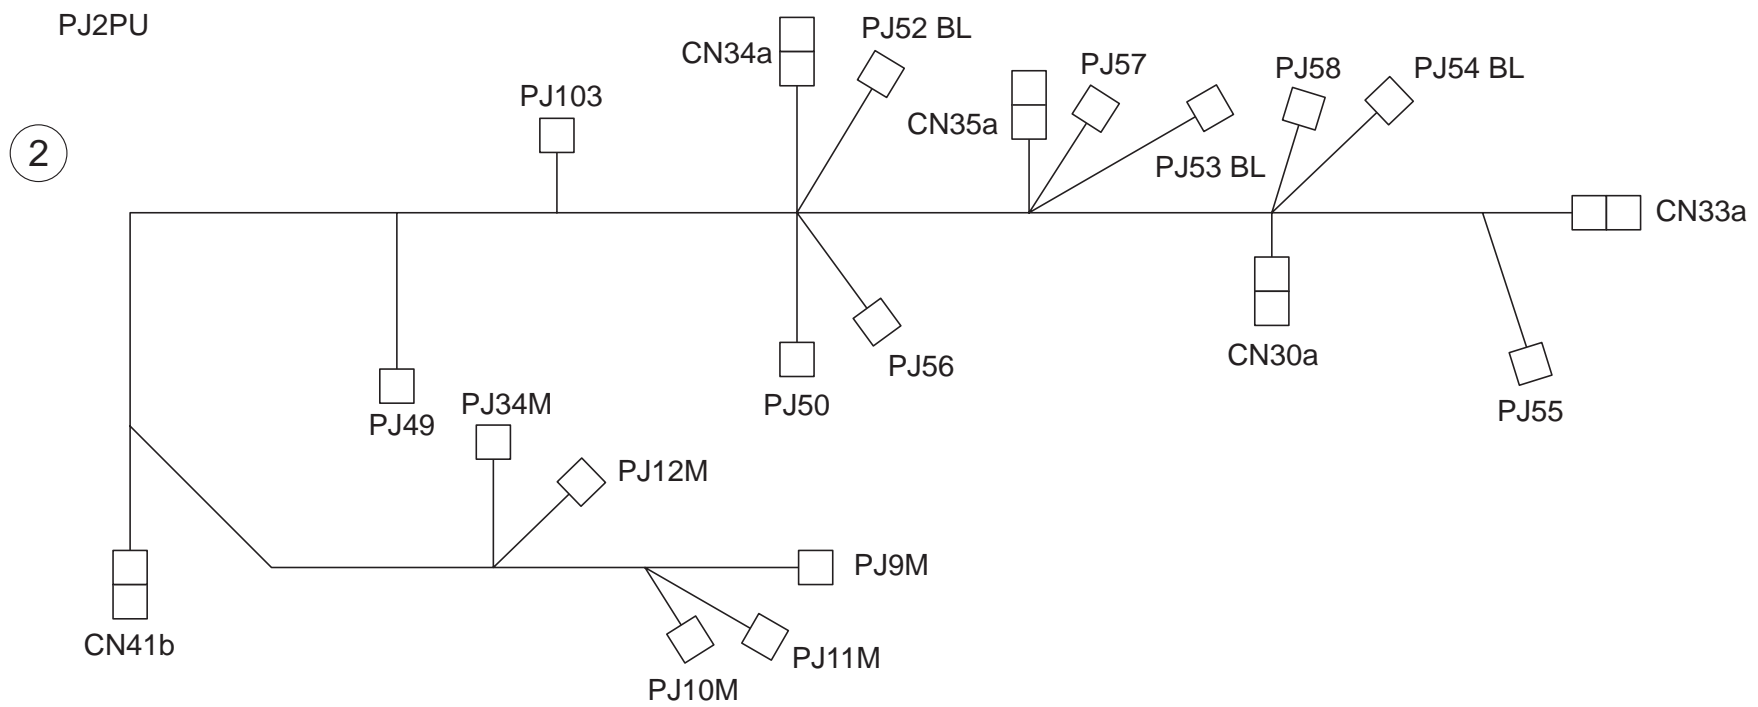 PJ2PU
PJ52 BL
CN34a
PJ57
PJ58
PJ54 BL
PJ103
CN35a
2
PJ53 BL
CN33a
CN30a
PJ56
PJ34M
PJ50
PJ55
PJ49
PJ12M
PJ9M
CN41b
PJ11M
PJ10M